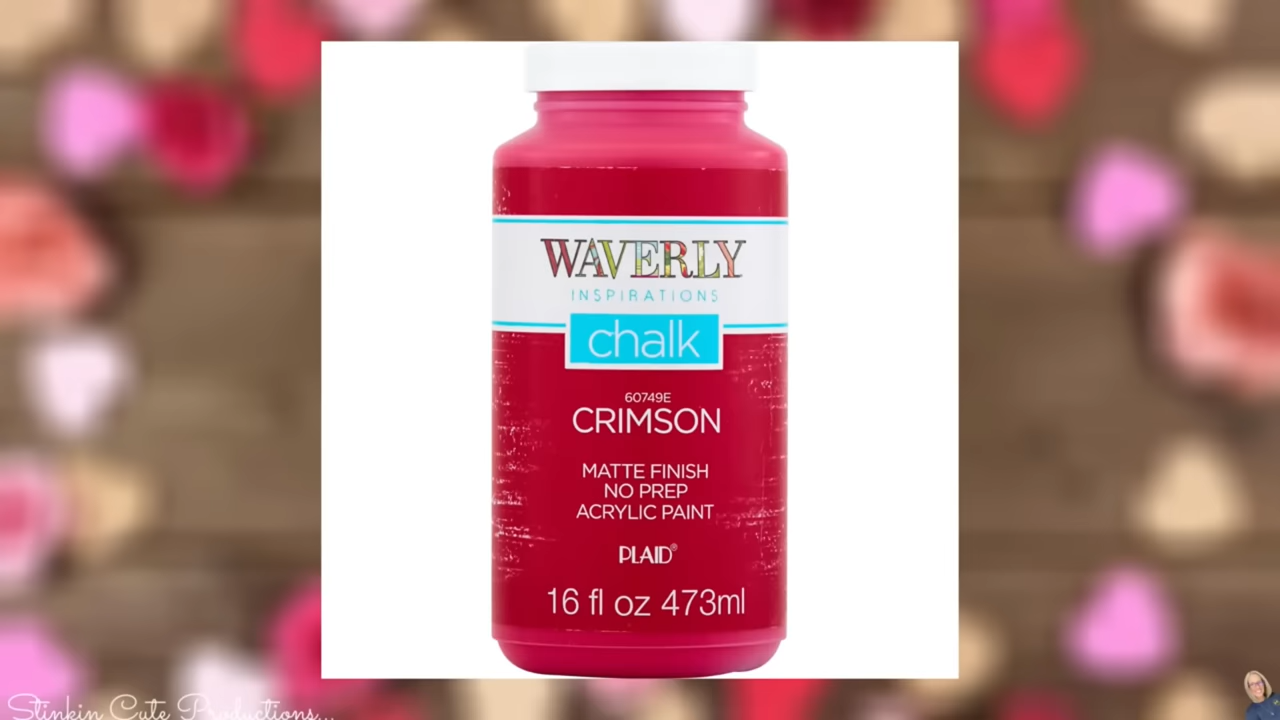 WAVERLY
INSPIRATIONS
chalk
60749E
CRIMSON
MATTE FINISH
NO PREP
ACRYLIC PAINT
PLAID®
16 fl oz 473ml
Stinkin Cute Productions...